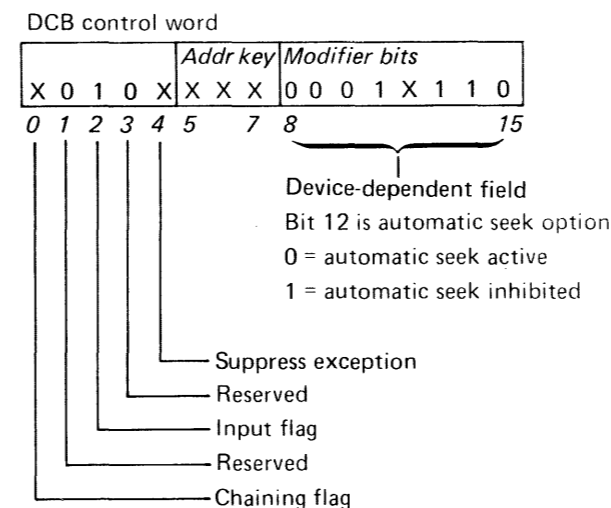 DCB control word
Addr key Modifier bits
X 0 1 0 X X X X 0 0 0 1 X 1 1 0
0 1 2 3 4 5 7 8 15
Device-dependent field
Bit 12 is automatic seek option
0 = automatic seek active
1 = automatic seek inhibited
Suppress exception
Reserved
Input flag
Reserved
Chaining flag